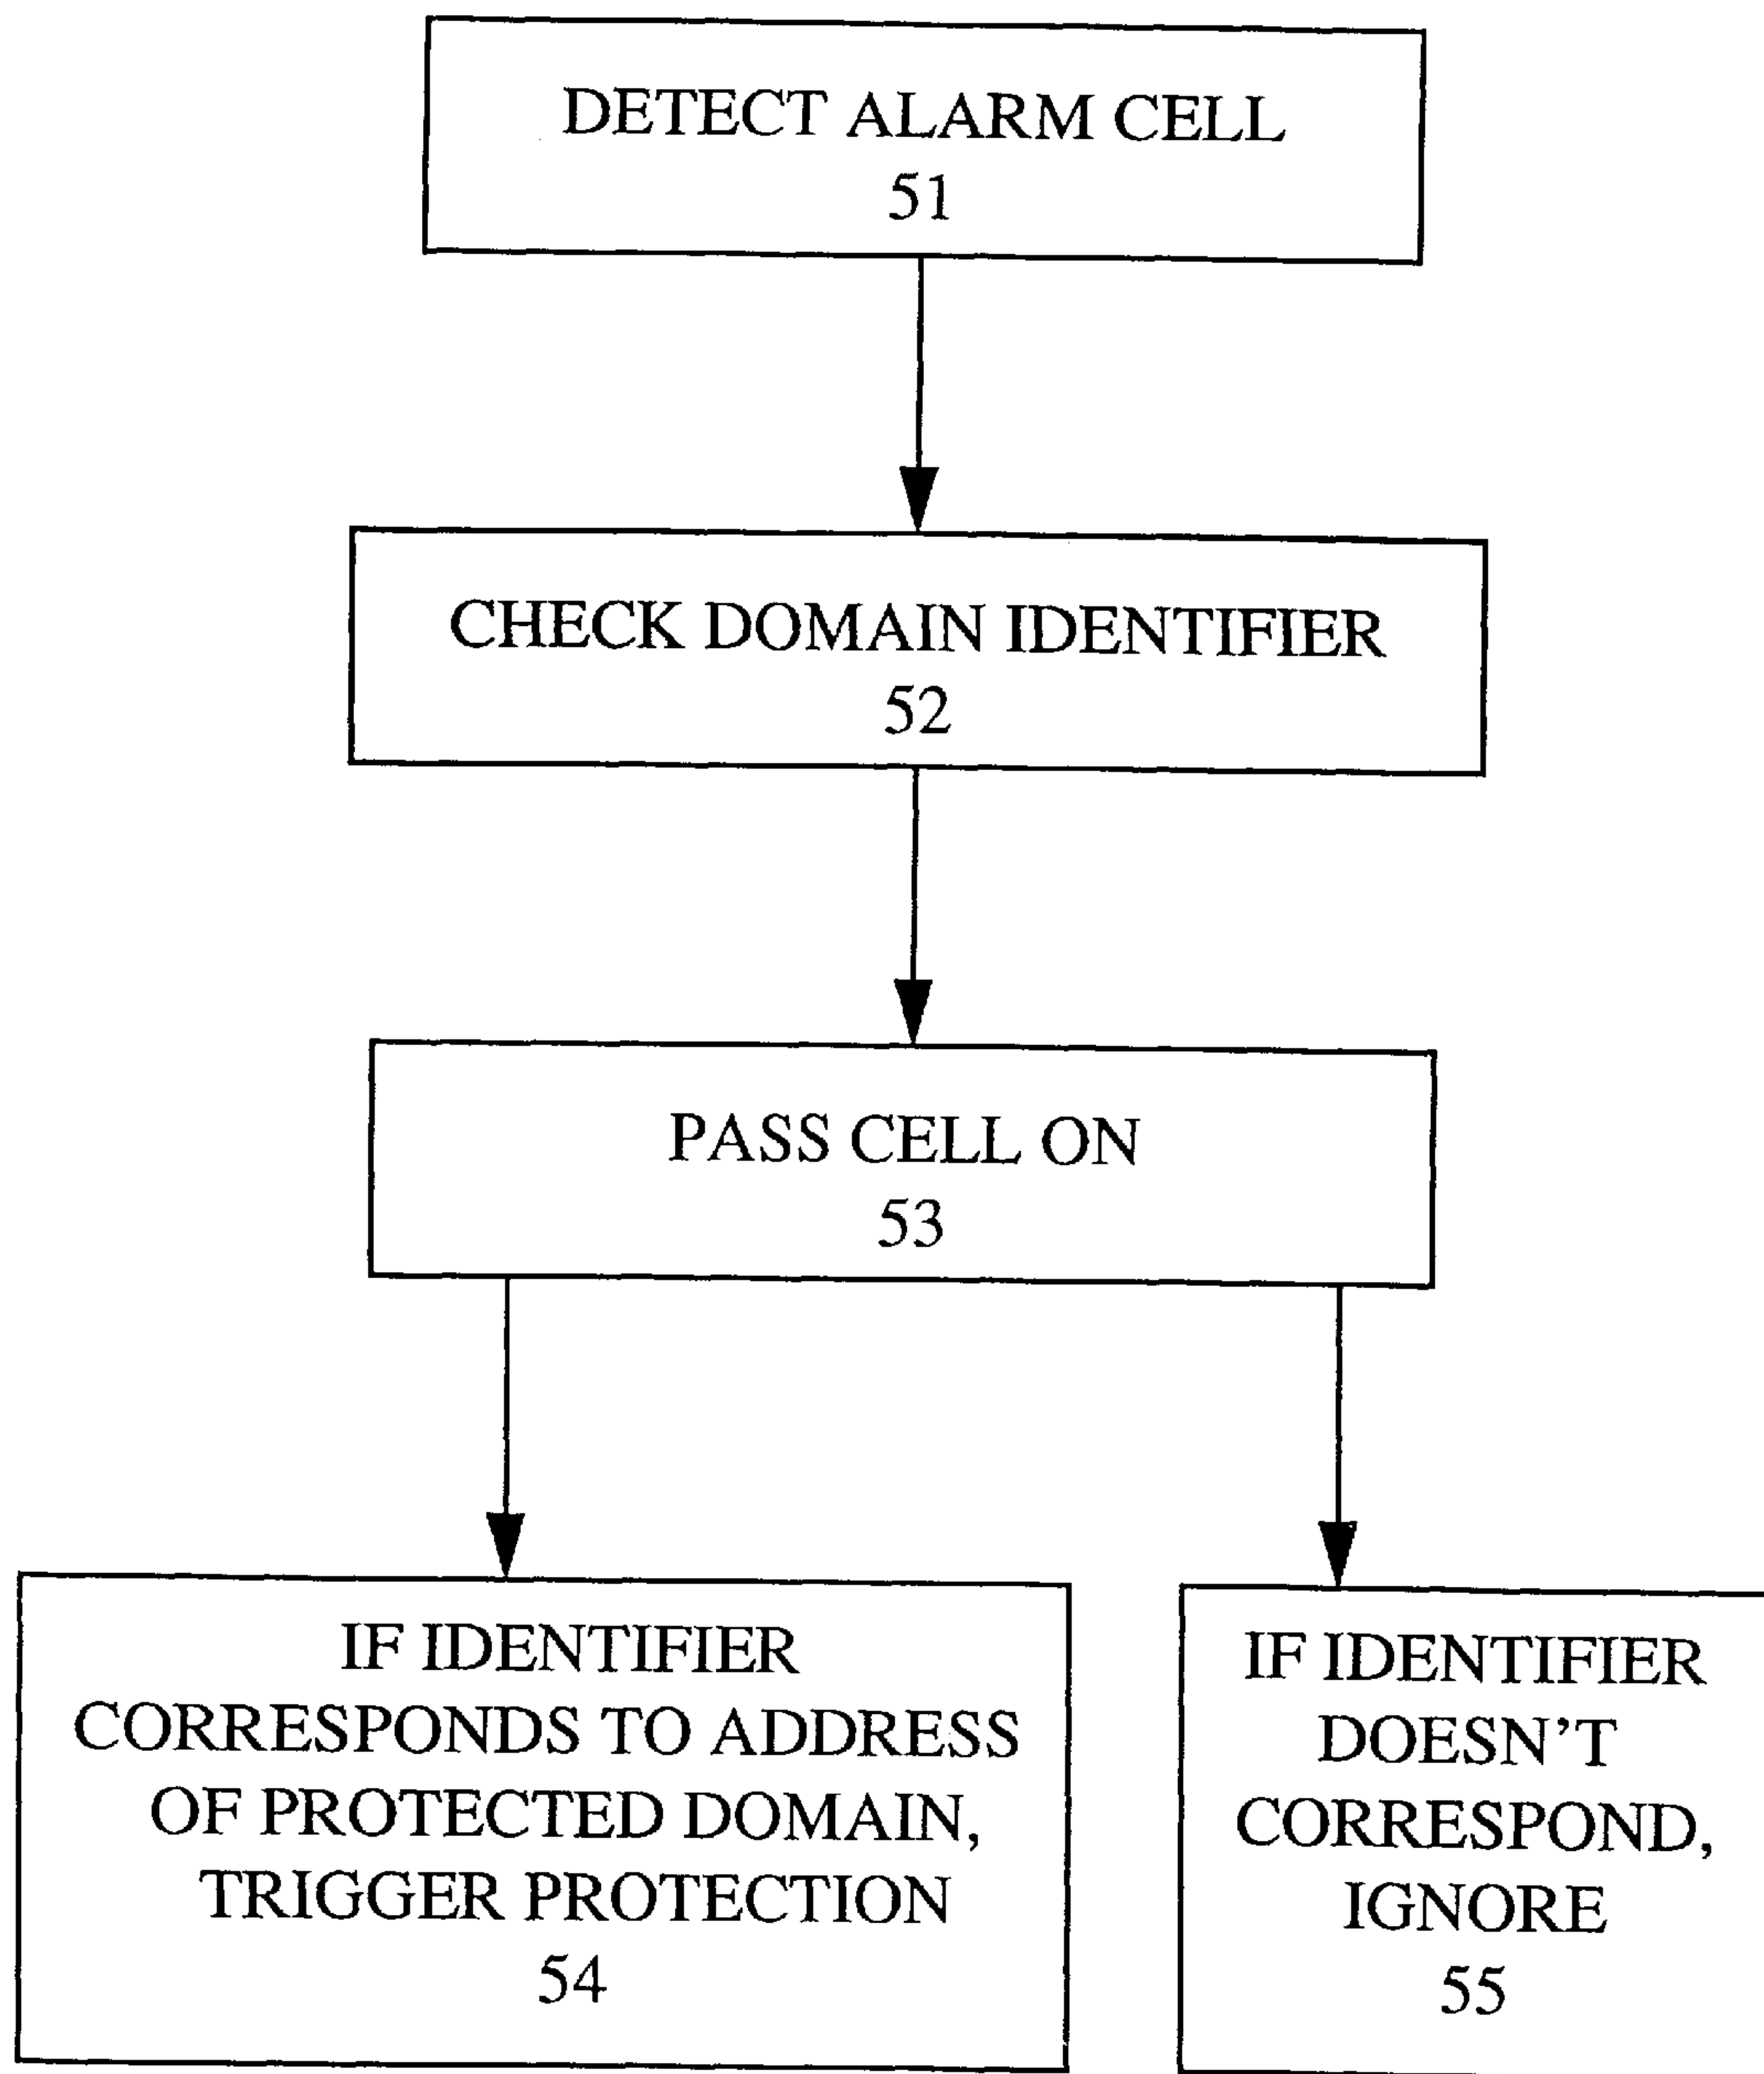 DETECT ALARM CELL
51
CHECK DOMAIN IDENTIFIER
52
PASS CELL ON
53
IF IDENTIFIER
CORRESPONDS TO ADDRESS
OF PROTECTED DOMAIN,
TRIGGER PROTECTION
54
IF IDENTIFIER
DOESN'T
CORRESPOND,
IGNORE
55